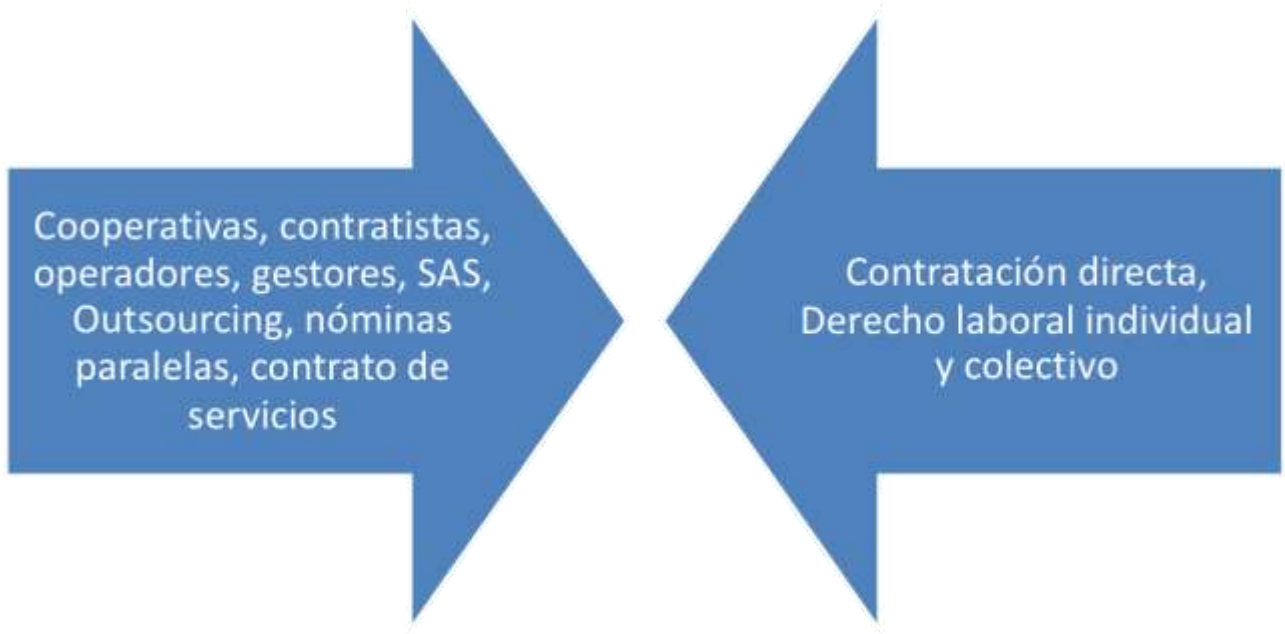 Cooperativas, contratistas,
operadores, gestores, SAS,
Outsourcing, nóminas
paralelas, contrato de
servicios
Contratación directa,
Derecho laboral individual
y colectivo